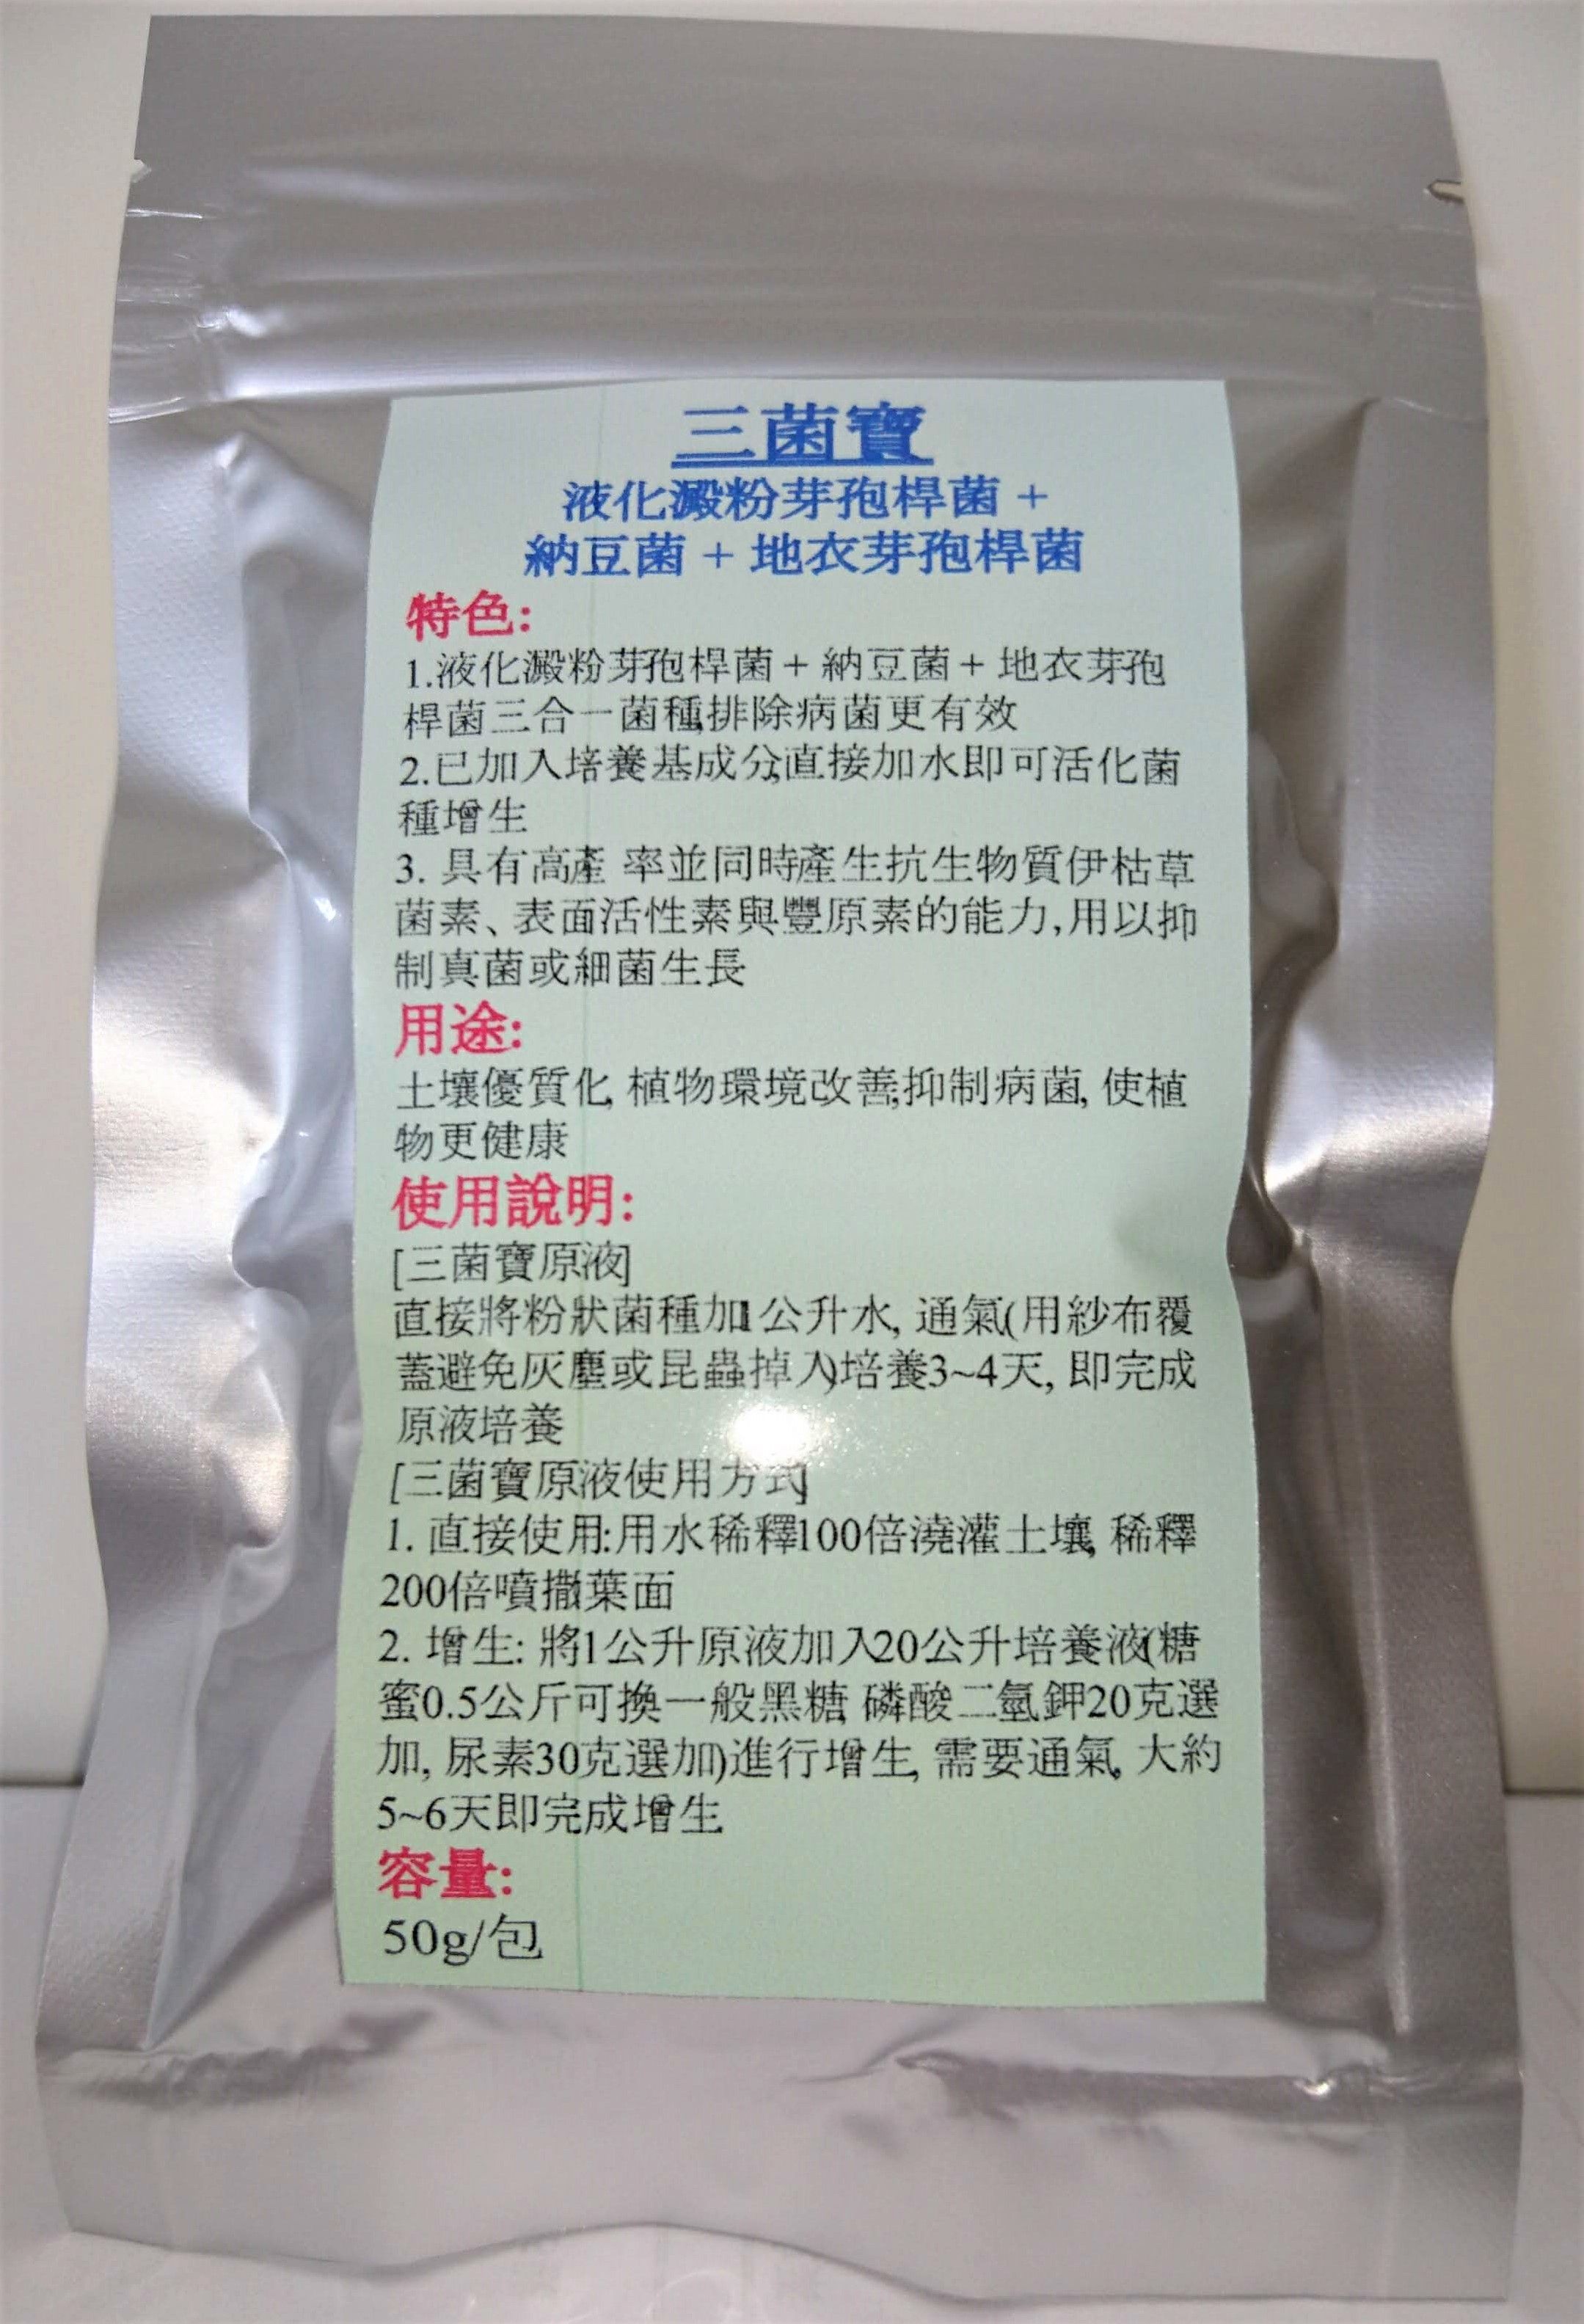 三菌寶
液化澱粉芽孢桿菌 +
納豆菌 + 地衣芽孢桿菌
特色:
1.液化澱粉芽孢桿菌+ 納豆菌+ 地衣芽孢
桿菌三合一菌種,排除病菌更有效
2.已加入培養基成分,直接加水即可活化菌
種增生
3. 具有高產 率並同時產生抗生物質伊枯草
菌素、表面活性素與豐原素的能力,用以抑
制真菌或細菌生長
用途:
土壤優質化, 植物環境改善,抑制病菌, 使植
物更健康
使用說明:
[三菌寶原液]
直接將粉狀菌種加1公升水, 通氣(用紗布覆
蓋避免灰塵或昆蟲掉入)培養3~4天, 即完成
原液培養
[三菌寶原液使用方式]
1. 直接使用:用水稀釋100倍澆灌土壤, 稀釋
200倍噴撒葉面
2. 增生: 將1公升原液加入20公升培養液(糖
蜜0.5公斤可換一般黑糖, 磷酸二氫鉀20克選
加, 尿素30克選加)進行增生, 需要通氣, 大約
5~6天即完成增生
容量:
50g/包